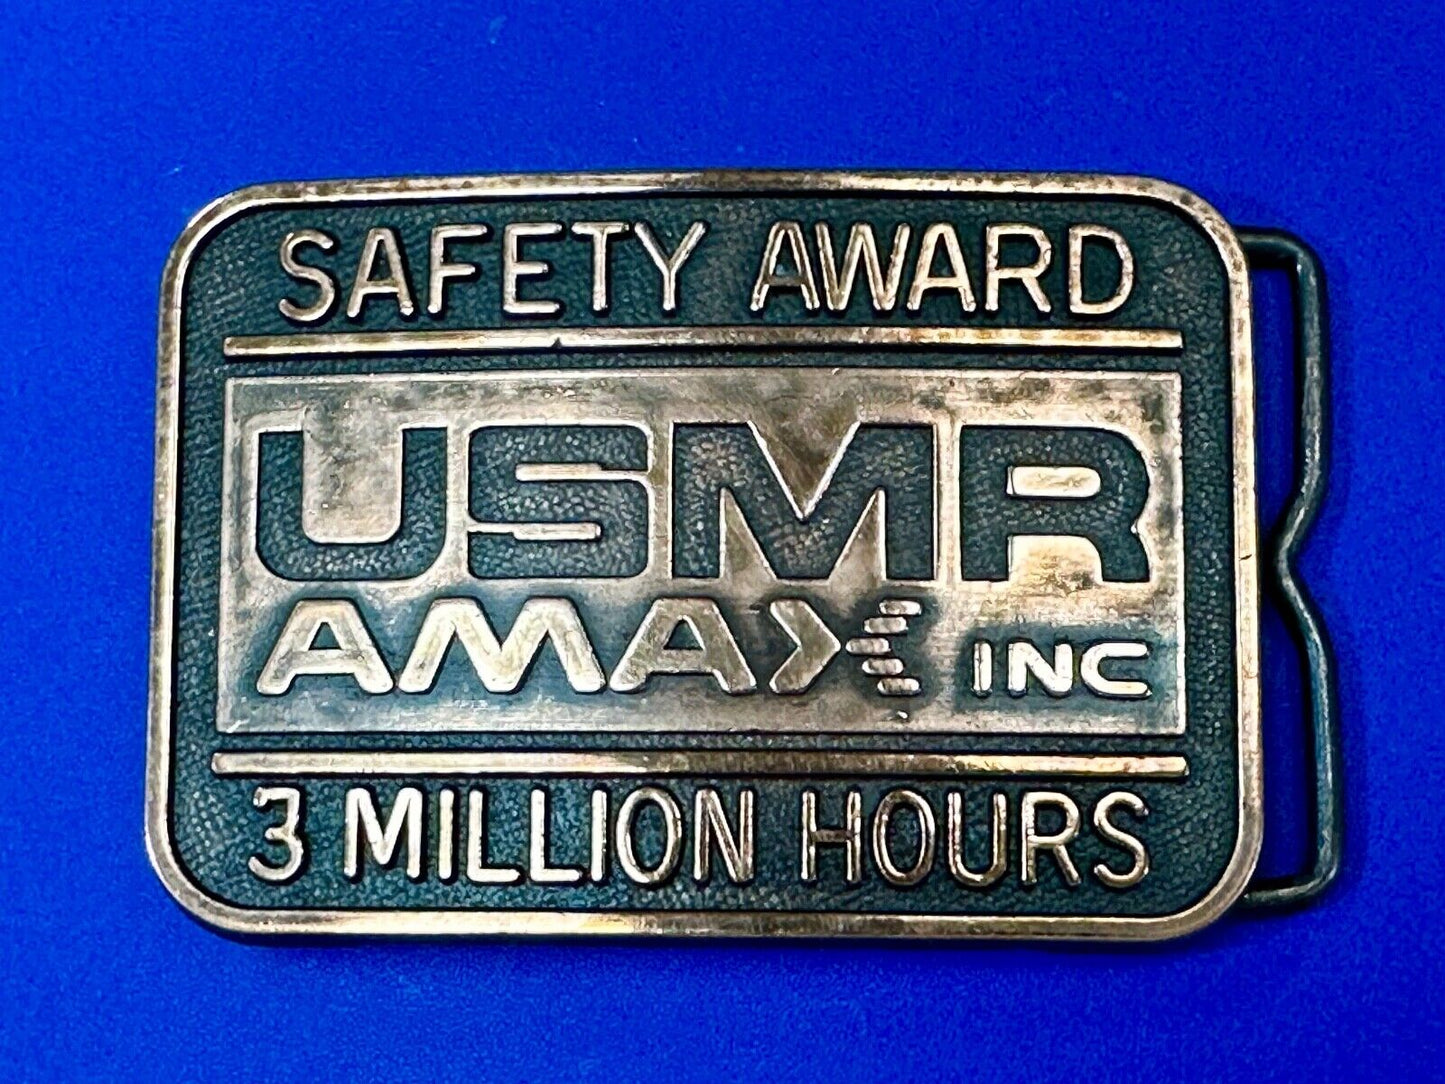 SAFETY AWARD
USMR
AMAX INC
3 MILLION HOURS